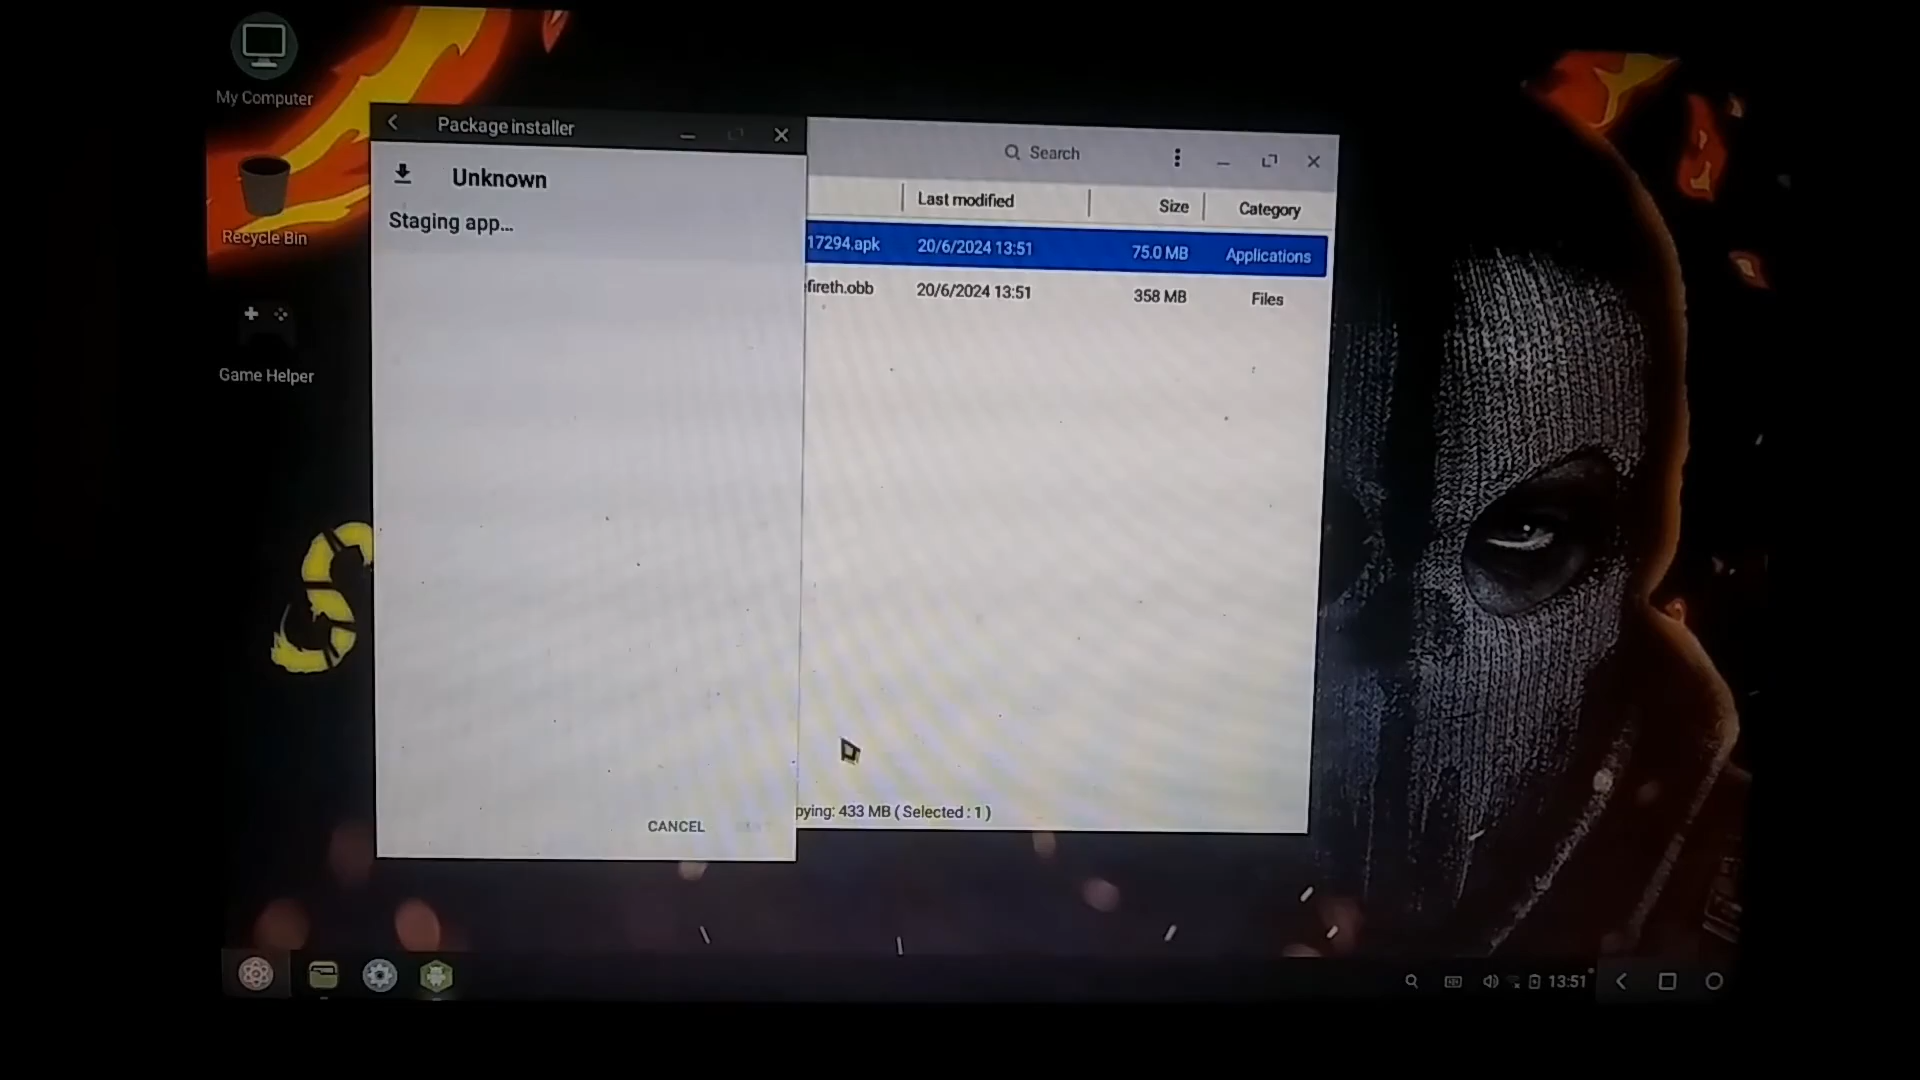 My Computer
Recycle Bin
Game Helper
Package installer
Unknown
Staging app...
CANCEL
Search
Last modified
Size
Category
17294.apk
20/6/2024 13:51
75.0 MB
Applications
fireth.obb
20/6/2024 13:51
358 MB
Files
pying: 433 MB ( Selected : 1 )
S
13:51